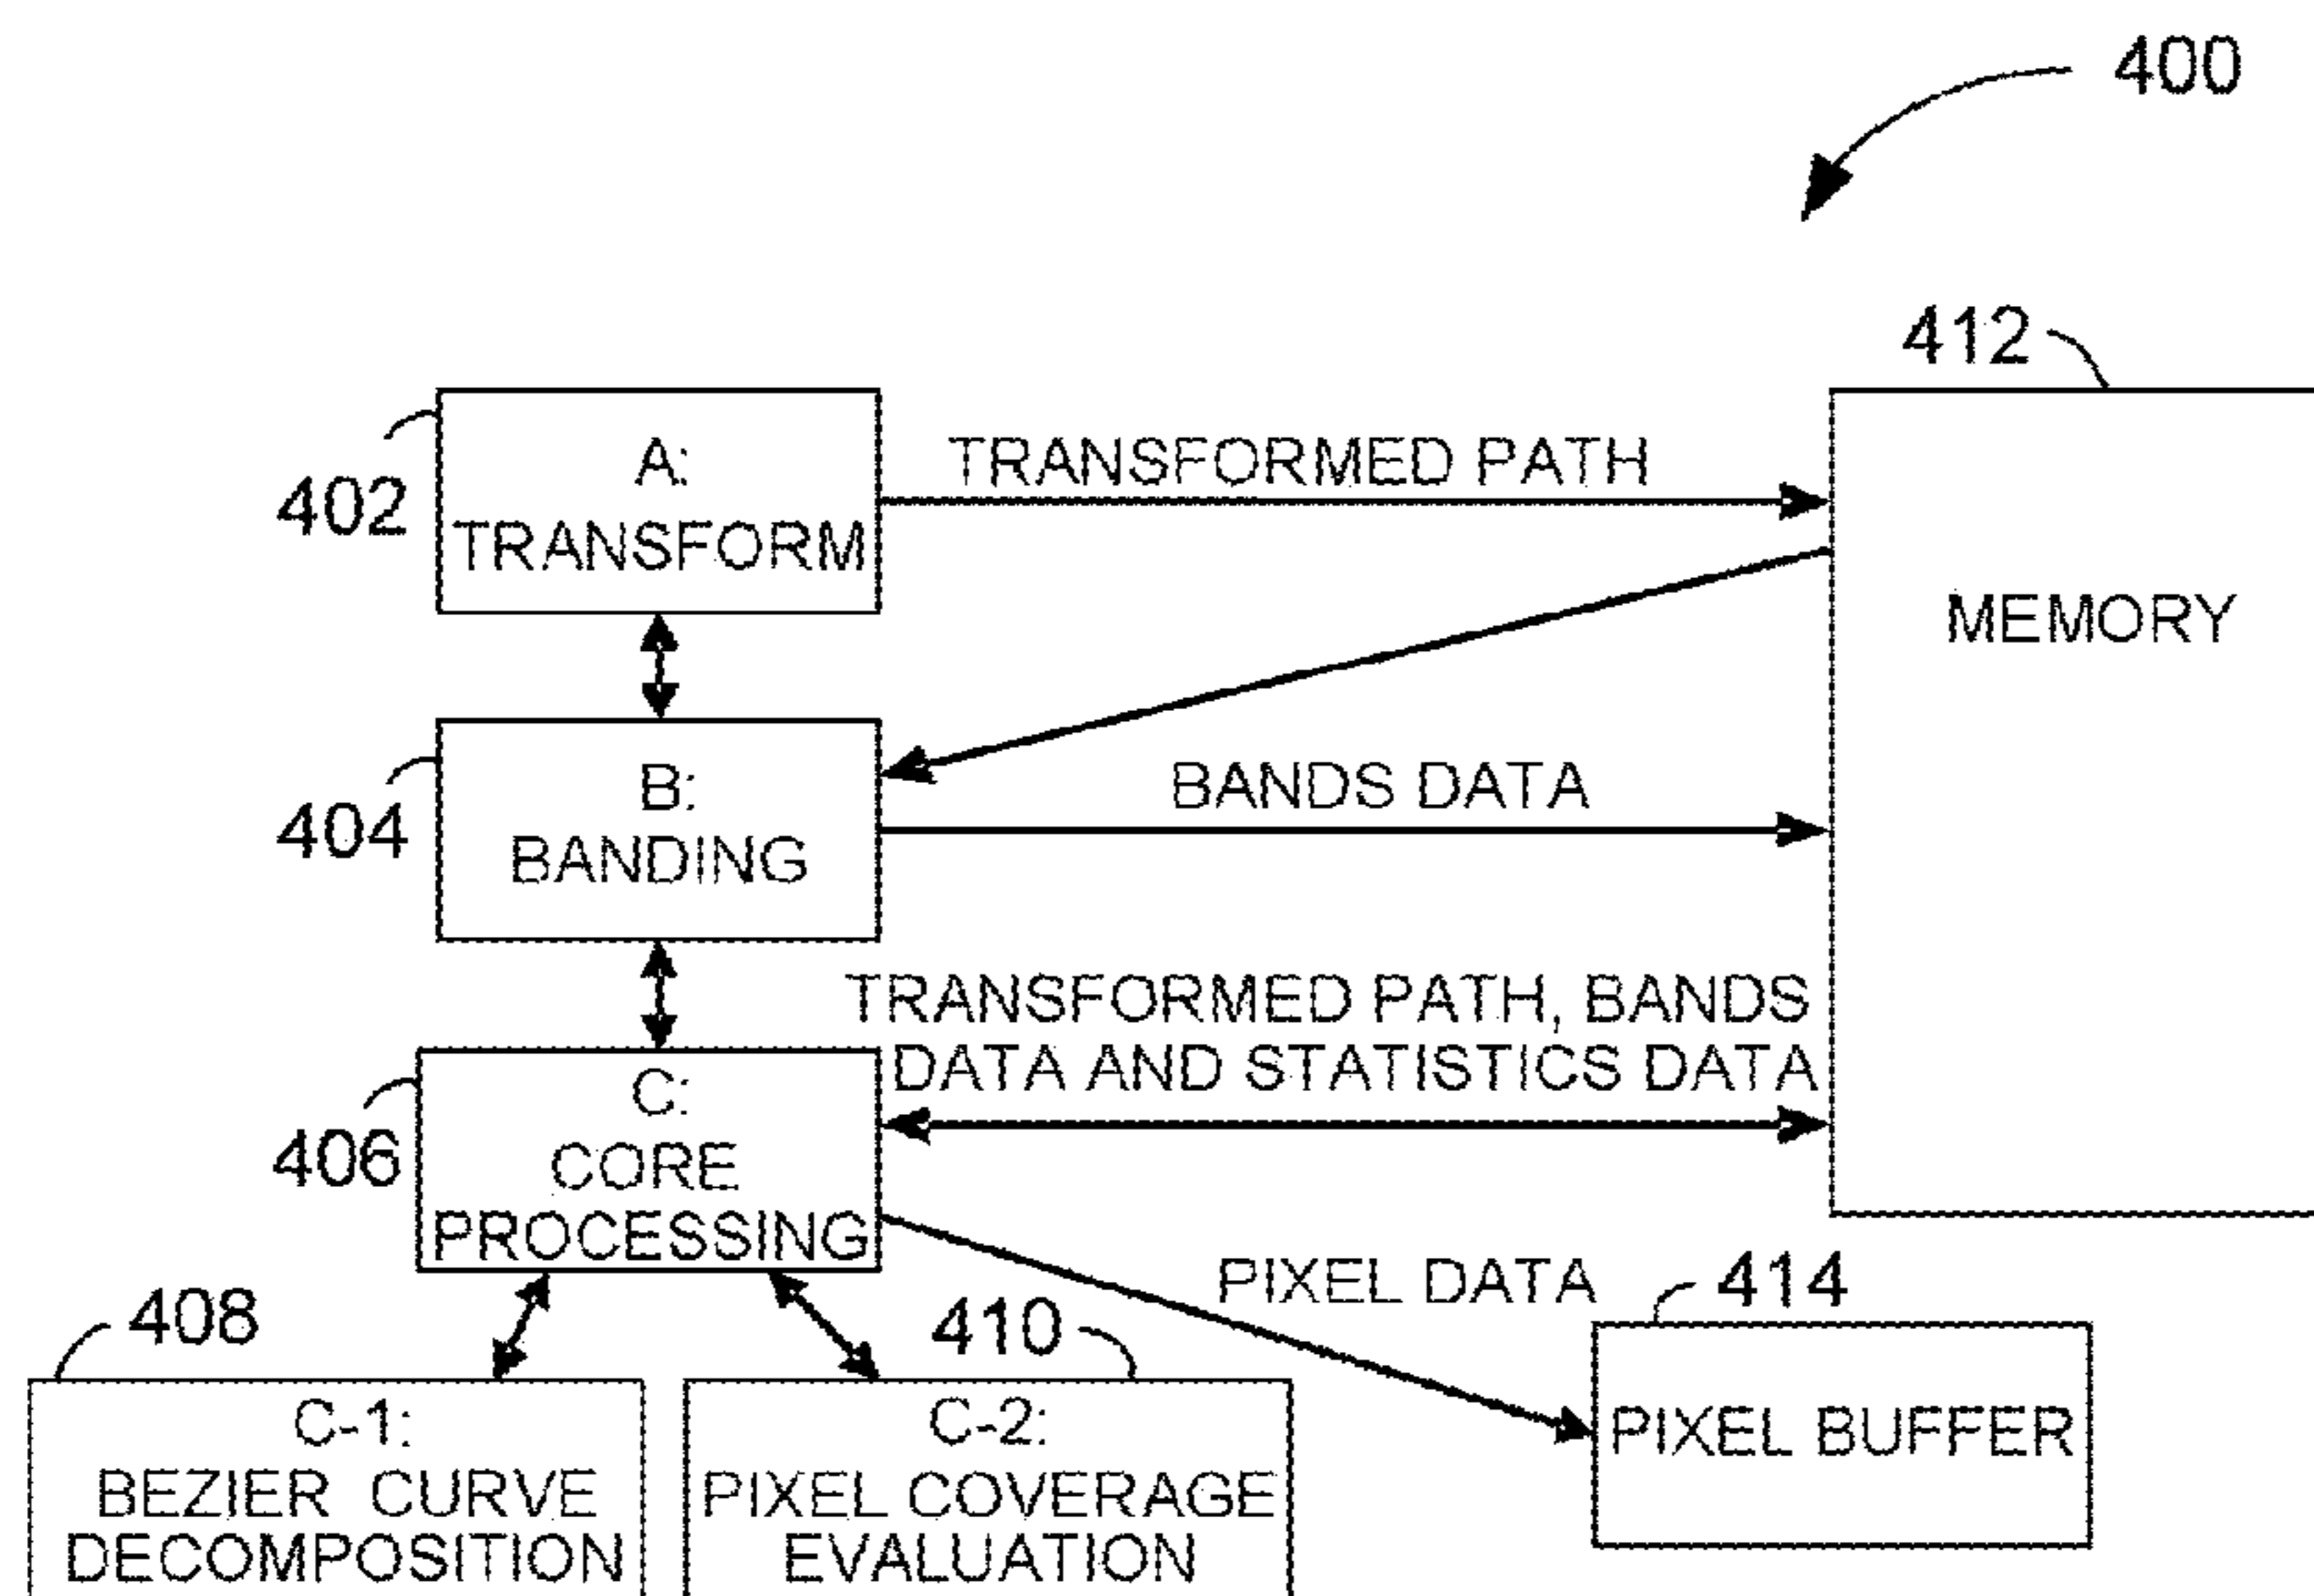 400
412
402
A:
TRANSFORM
TRANSFORMED PATH
MEMORY
404
B:
BANDING
BANDS DATA
406
C:
CORE
PROCESSING
TRANSFORMED PATH, BANDS
DATA AND STATISTICS DATA
PIXEL DATA
408
410
414
C-1:
BEZIER CURVE
DECOMPOSITION
C-2:
PIXEL COVERAGE
EVALUATION
PIXEL BUFFER